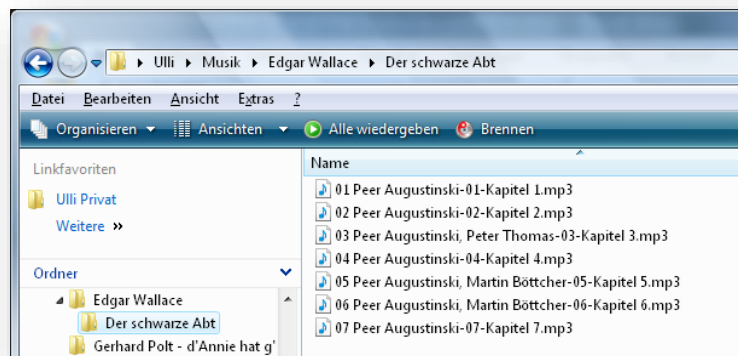 Ulli ▸ Musik ▸ Edgar Wallace ▸ Der schwarze Abt
Datei Bearbeiten Ansicht Extras ?
Organisieren Ansichten Alle wiedergeben Brennen
Linkfavoriten
Ulli Privat
Weitere »
Ordner
Edgar Wallace
Der schwarze Abt
Gerhard Polt - d'Annie hat g'
Name
01 Peer Augustinski-01-Kapitel 1.mp3
02 Peer Augustinski-02-Kapitel 2.mp3
03 Peer Augustinski, Peter Thomas-03-Kapitel 3.mp3
04 Peer Augustinski-04-Kapitel 4.mp3
05 Peer Augustinski, Martin Böttcher-05-Kapitel 5.mp3
06 Peer Augustinski, Martin Böttcher-06-Kapitel 6.mp3
07 Peer Augustinski-07-Kapitel 7.mp3